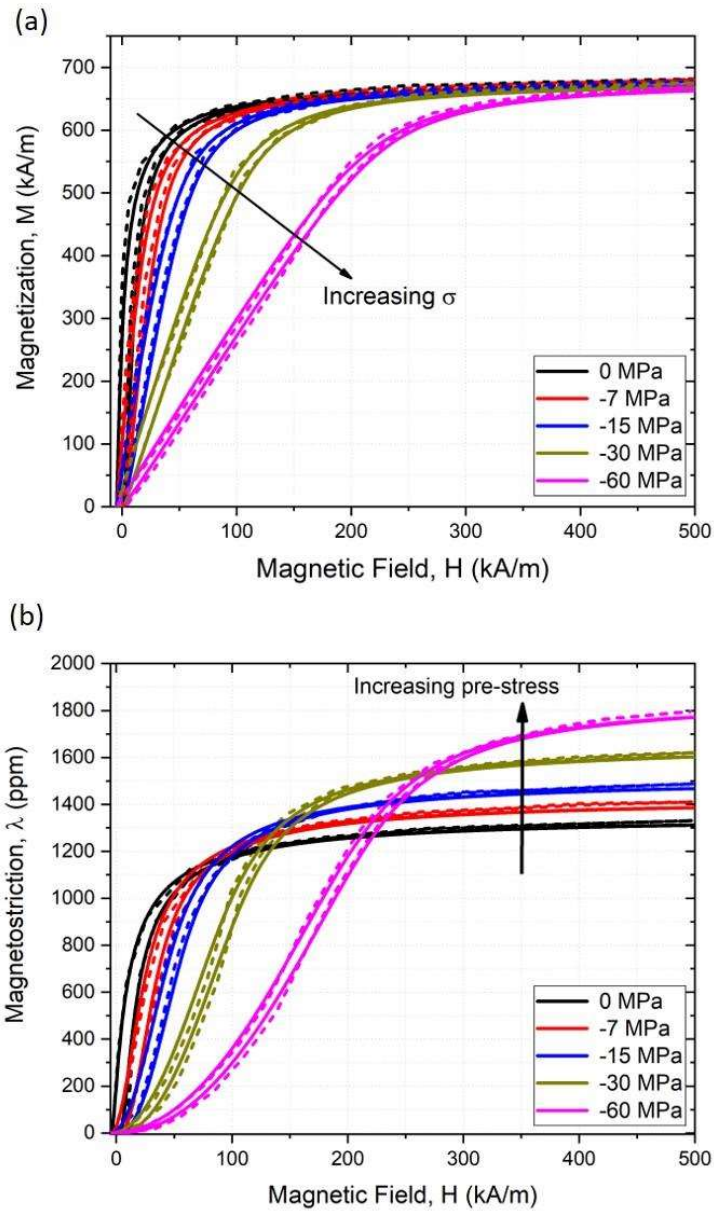 (a)
700
600
500
400
300
200
100
0
Magnetization, M (kA/m)
Increasing σ
0 MPa
-7 MPa
-15 MPa
-30 MPa
-60 MPa
0 100 200 300 400 500
Magnetic Field, H (kA/m)
(b)
2000
1800
1600
1400
1200
1000
800
600
400
200
0
Magnetostriction, λ (ppm)
Increasing pre-stress
0 MPa
-7 MPa
-15 MPa
-30 MPa
-60 MPa
0 100 200 300 400 500
Magnetic Field, H (kA/m)